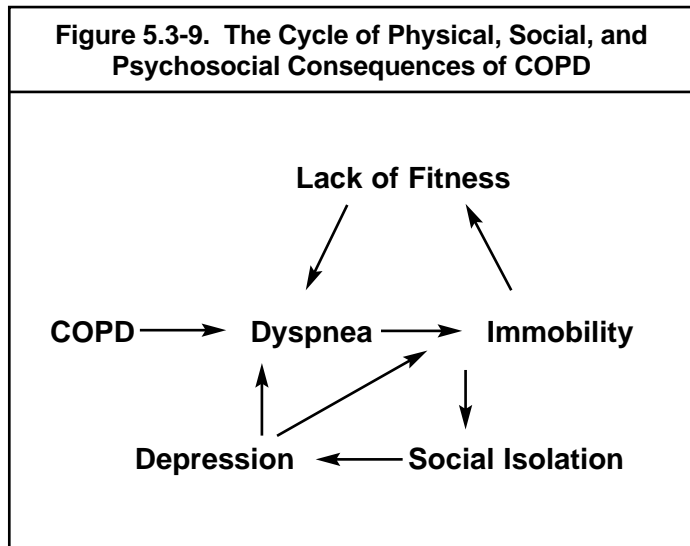 Figure 5.3-9. The Cycle of Physical, Social, and
Psychosocial Consequences of COPD
Lack of Fitness
COPD
Dyspnea
Immobility
Depression
Social Isolation